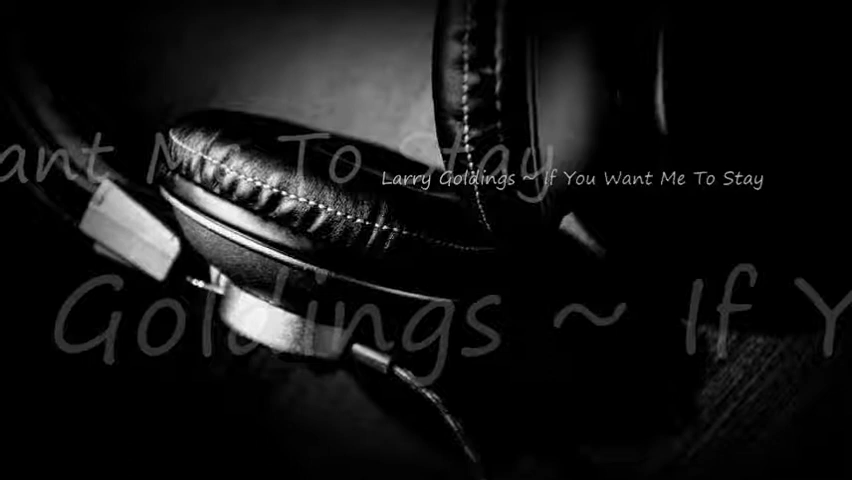 ant Me To Stay
Larry Goldings ~ If You Want Me To Stay
Goldings ~ If Y